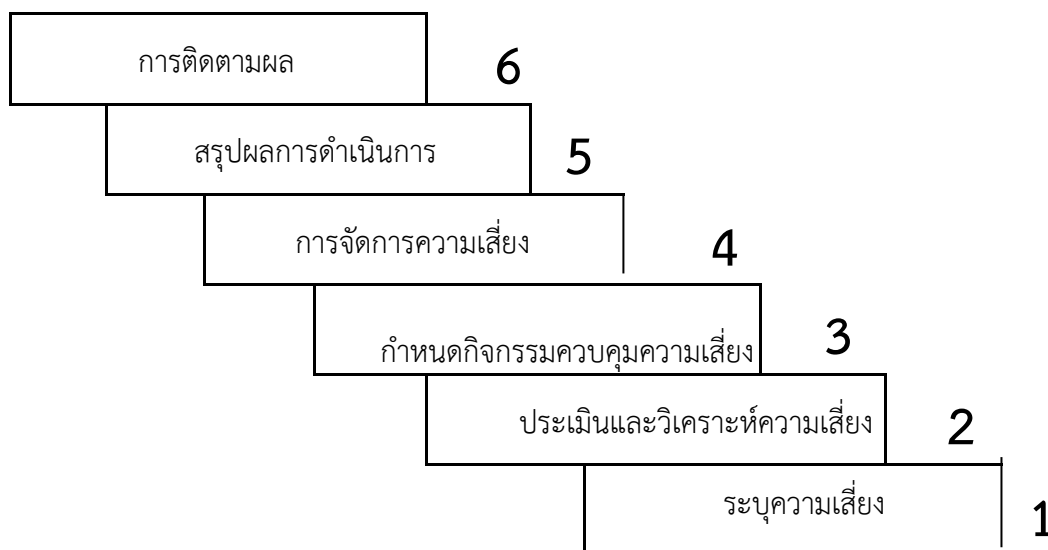 การติดตามผล 6
สรุปผลการดำเนินการ 5
การจัดการความเสี่ยง 4
กำหนดกิจกรรมควบคุมความเสี่ยง 3
ประเมินและวิเคราะห์ความเสี่ยง 2
ระบุความเสี่ยง 1